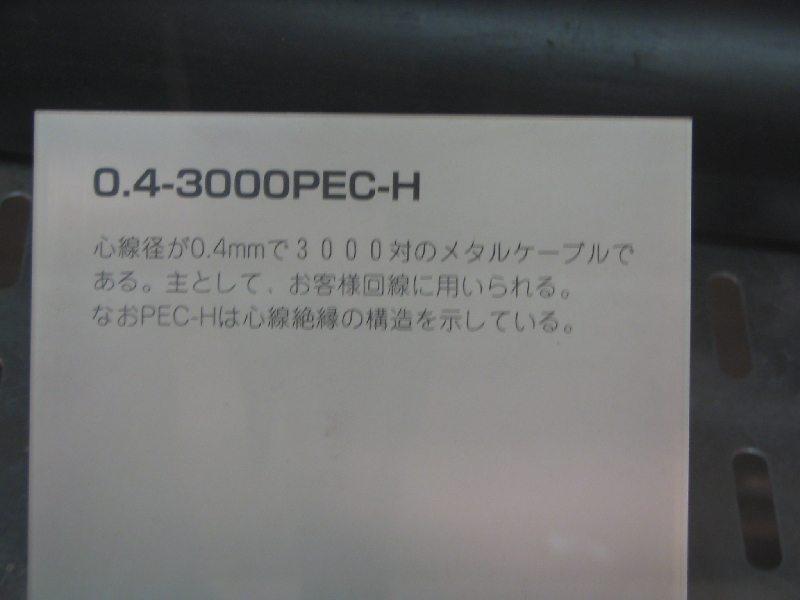 0.4-3000PEC-H
心線径が0.4mmで３０００対のメタルケーブルで
ある。主として、お客様回線に用いられる。
なおPEC-Hは心線絶縁の構造を示している。